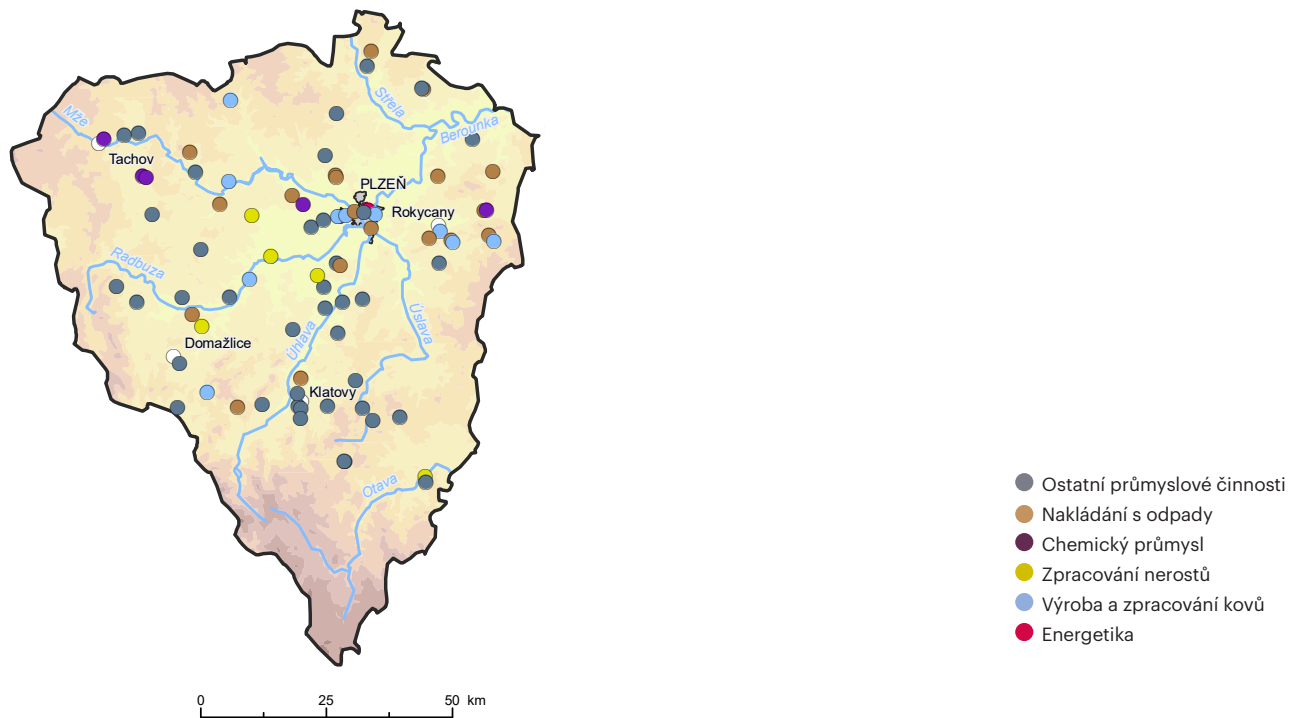 Střela
Mže
Berounka
Tachov
PLZEŇ
Rokycany
Radbuza
Úslava
Úhlava
Domažlice
Klatovy
Otava
Ostatní průmyslové činnosti
Nakládání s odpady
Chemický průmysl
Zpracování nerostů
Výroba a zpracování kovů
Energetika
0 25 50 km